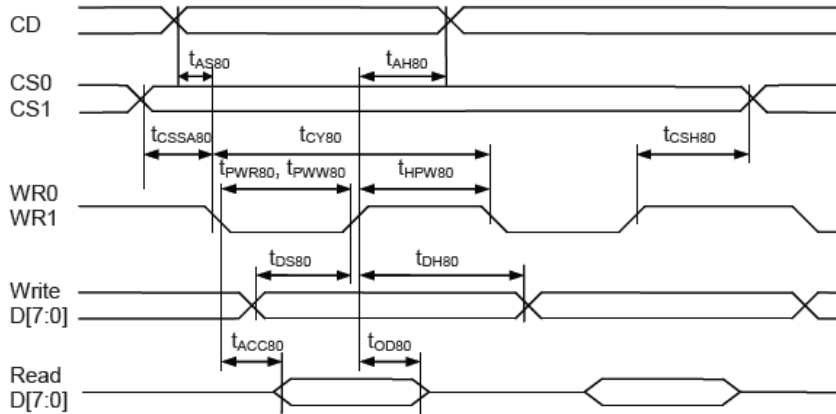 CD
tAS80 tAH80
CS0
CS1
tCSSA80 tCY80 tCSH80
tPWR80, tPWW80 tHPW80
WR0
WR1
tDS80 tDH80
Write
D[7:0]
tACC80 tOD80
Read
D[7:0]